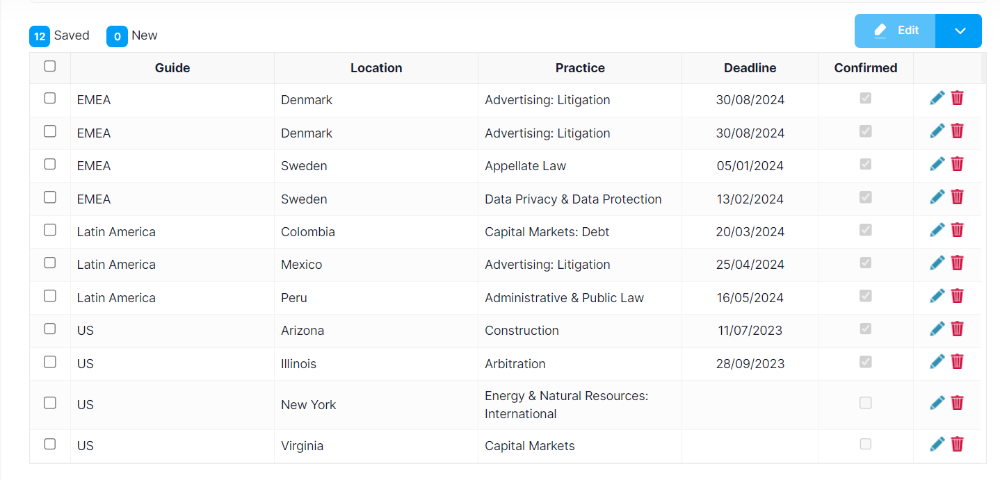 12 Saved 0 New Edit
Guide Location Practice Deadline Confirmed
EMEA Denmark Advertising: Litigation 30/08/2024
EMEA Denmark Advertising: Litigation 30/08/2024
EMEA Sweden Appellate Law 05/01/2024
EMEA Sweden Data Privacy & Data Protection 13/02/2024
Latin America Colombia Capital Markets: Debt 20/03/2024
Latin America Mexico Advertising: Litigation 25/04/2024
Latin America Peru Administrative & Public Law 16/05/2024
US Arizona Construction 11/07/2023
US Illinois Arbitration 28/09/2023
US New York Energy & Natural Resources:
International
US Virginia Capital Markets